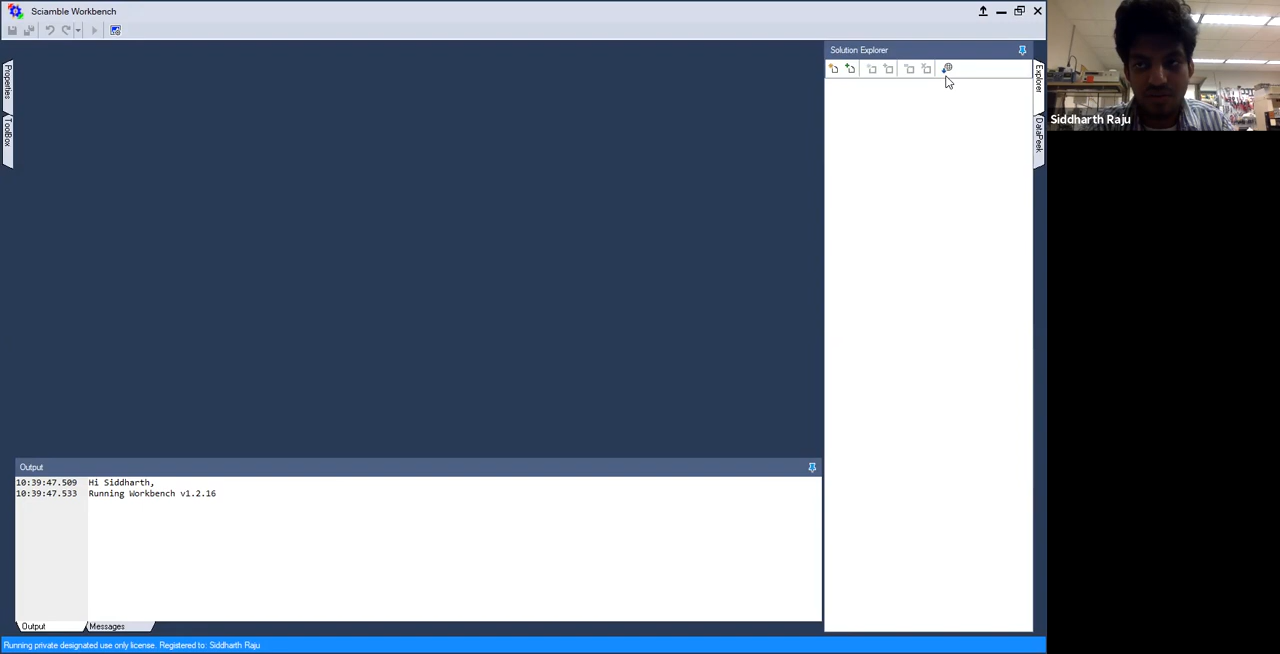 Sciamble Workbench
Solution Explorer
Properties
ToolBox
Explorer
DataPeek
Siddharth Raju
Output
10:39:47.509 Hi Siddharth,
10:39:47.533 Running Workbench v1.2.16
Output
Messages
Running private designated use only license. Registered to: Siddharth Raju